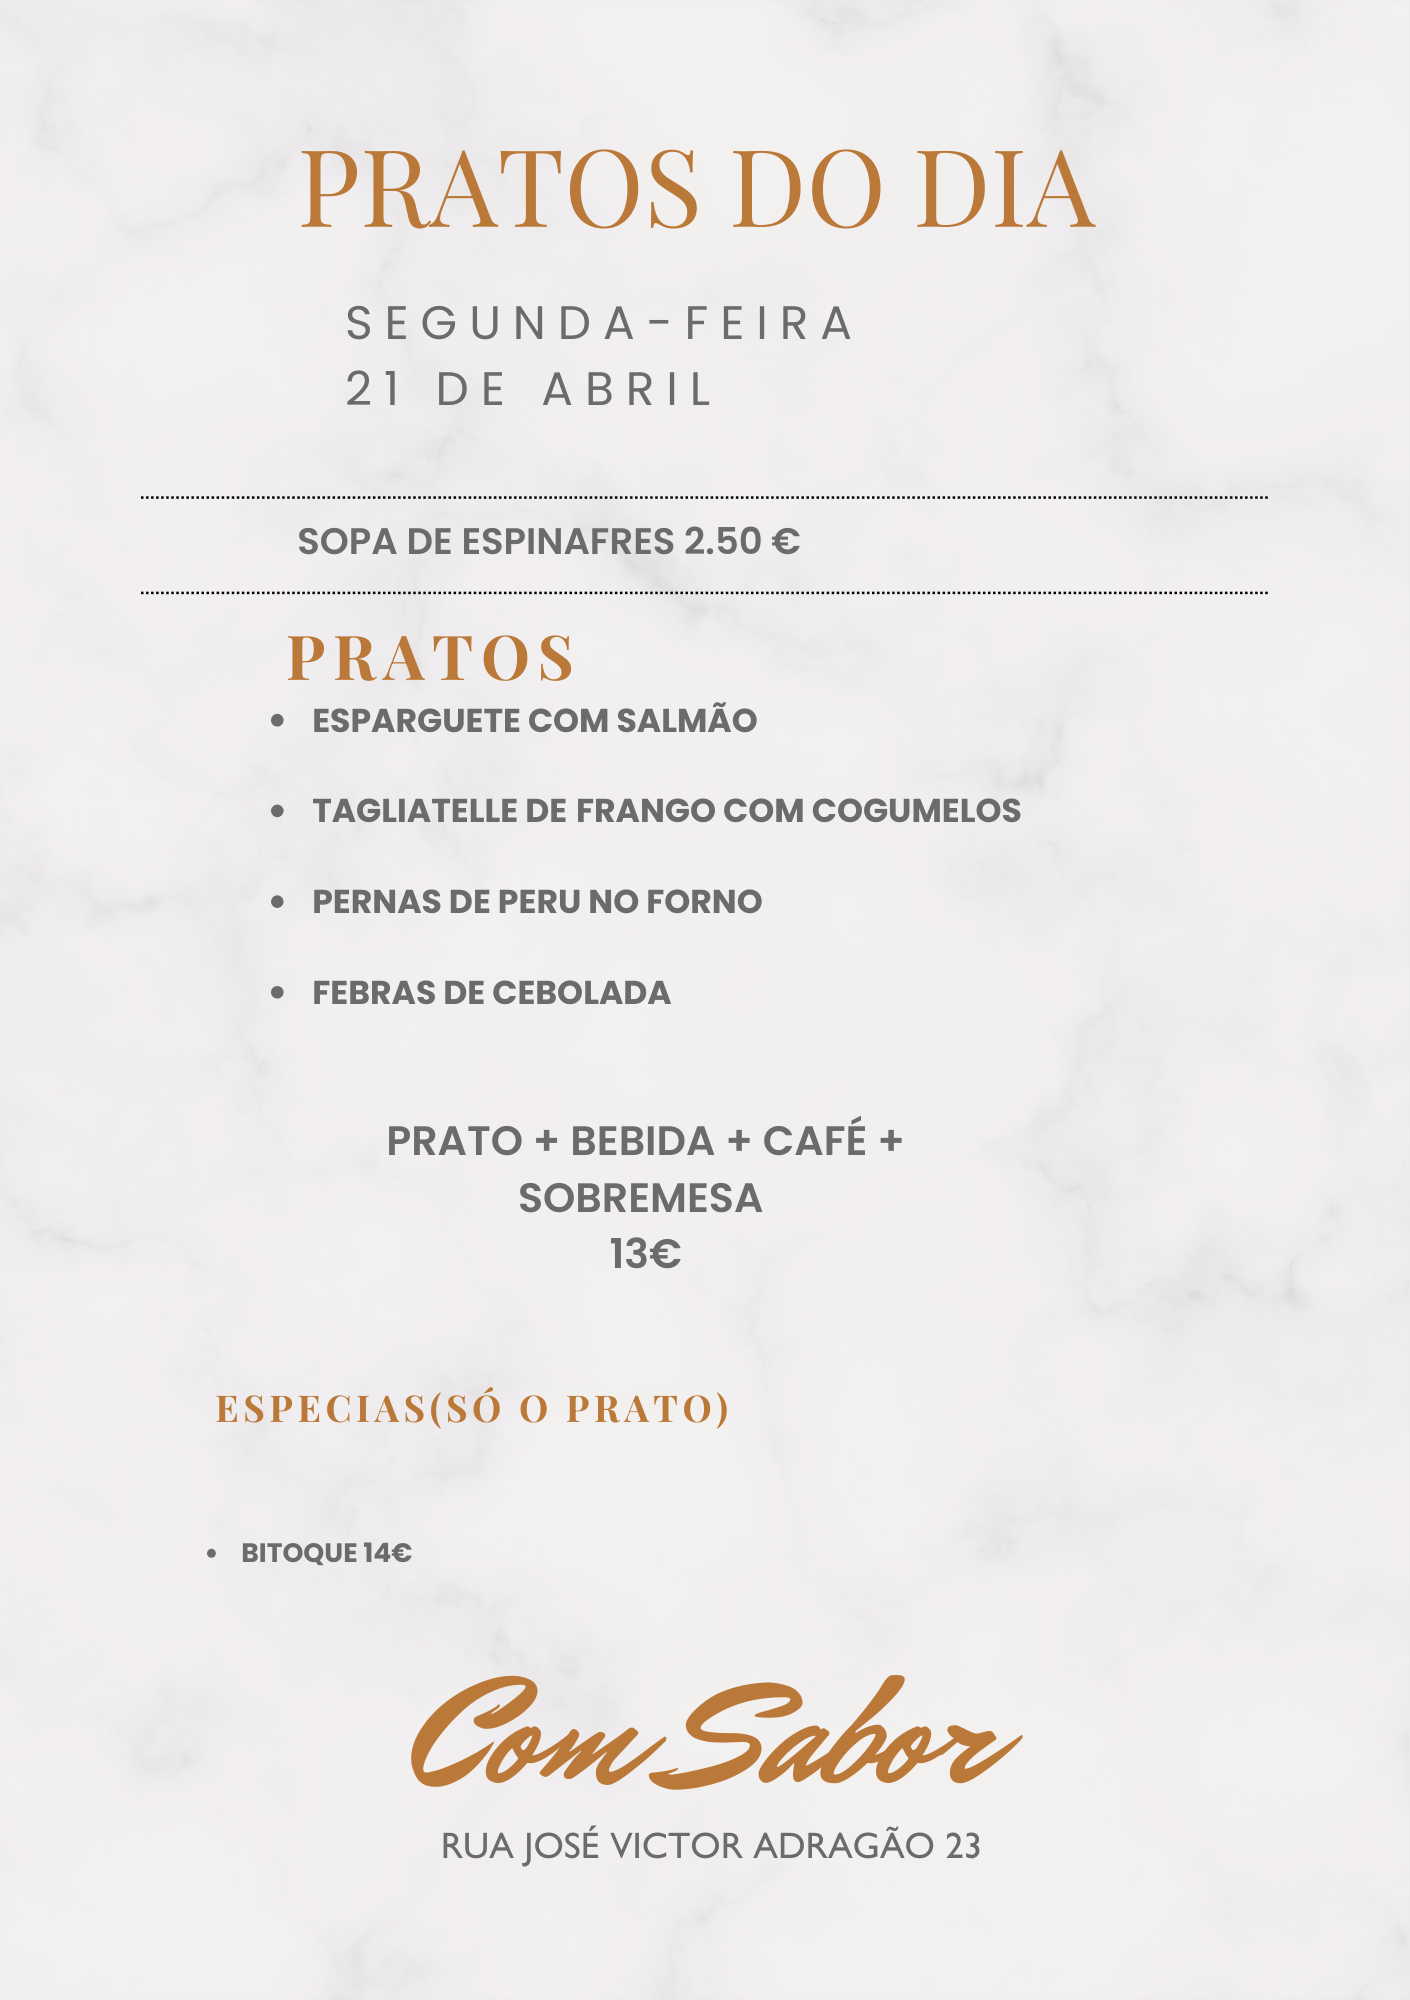 PRATOS DO DIA
SEGUNDA-FEIRA
21 DE ABRIL
SOPA DE ESPINAFRES 2.50 €
PRATOS
• ESPARGUETE COM SALMÃO
• TAGLIATELLE DE FRANGO COM COGUMELOS
• PERNAS DE PERU NO FORNO
• FEBRAS DE CEBOLADA
PRATO + BEBIDA + CAFÉ +
SOBREMESA
13€
ESPECIAS(SÓ O PRATO)
• BITOQUE 14€
Com Sabor
RUA JOSÉ VICTOR ADRAGÃO 23